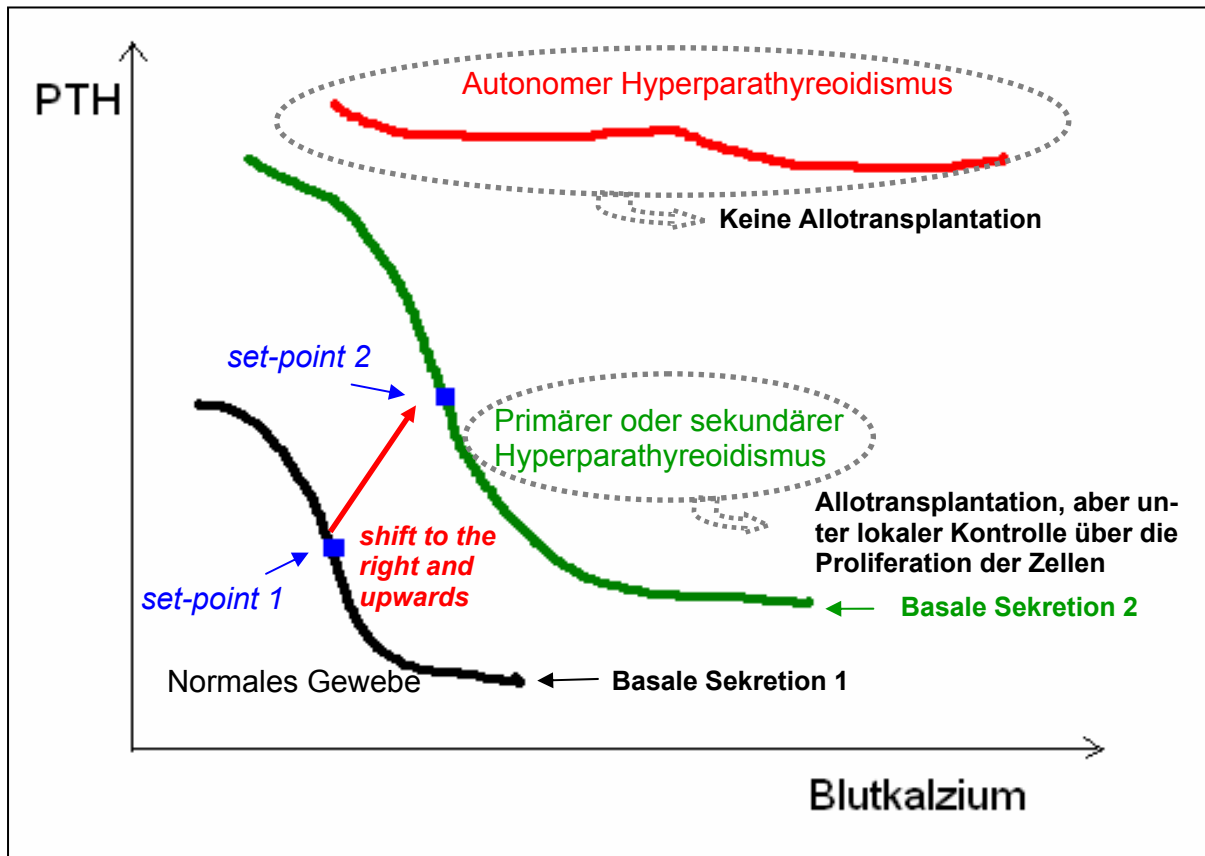 PTH
Autonomer Hyperparathyreoidismus
Keine Allotransplantation
set-point 2
Primärer oder sekundärer
Hyperparathyreoidismus
Allotransplantation, aber un-
ter lokaler Kontrolle über die
Proliferation der Zellen
shift to the
right and
upwards
set-point 1
Basale Sekretion 2
Normales Gewebe
Basale Sekretion 1
Blutkalzium